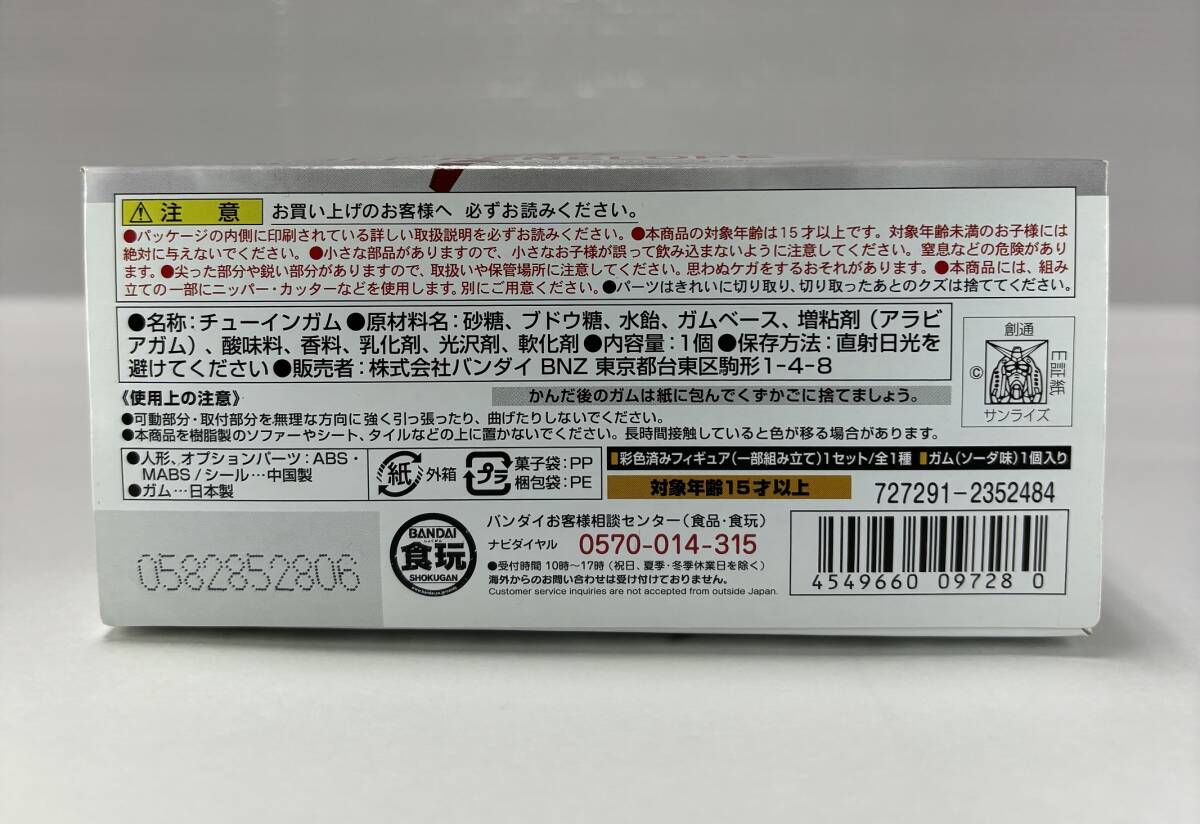 注意 お買い上げのお客様へ 必ずお読みください。
●パッケージの内側に印刷されている詳しい取扱説明を必ずお読みください。●本商品の対象年齢は15才以上です。対象年齢未満のお子様には
絶対に与えないでください。●小さな部品がありますので、小さなお子様が誤って飲み込まないように注意してください。窒息などの危険があり
ます。●尖った部分や鋭い部分がありますので、取扱いや保管場所に注意してください。思わぬケガをするおそれがあります。●本商品には、組み
立ての一部にニッパー・カッターなどを使用します。別にご用意ください。●パーツはきれいに切り取り、切り取ったあとのクズは捨ててください。
●名称：チューインガム●原材料名：砂糖、ブドウ糖、水飴、ガムベース、増粘剤（アラビ
アガム）、酸味料、香料、乳化剤、光沢剤、軟化剤●内容量：1個●保存方法：直射日光を
避けてください●販売者：株式会社バンダイ BNZ 東京都台東区駒形1-4-8
創通
©
サンライズ
E証紙
《使用上の注意》
かんだ後のガムは紙に包んでくずかごに捨てましょう。
●可動部分・取付部分を無理な方向に強く引っ張ったり、曲げたりしないでください。
●本商品を樹脂製のソファーやシート、タイルなどの上に置かないでください。長時間接触していると色が移る場合があります。
●人形、オプションパーツ：ABS・
MABS/シール…中国製
●ガム…日本製
紙 外箱
プラ 菓子袋：PP
梱包袋：PE
彩色済みフィギュア（一部組み立て）1セット/全1種 ガム（ソーダ味）1個入り
対象年齢15才以上
727291-2352484
0582852806
BANDAI
食玩
SHOKUGAN
バンダイお客様相談センター（食品・食玩）
ナビダイヤル 0570-014-315
●受付時間 10時～17時（祝日、夏季・冬季休業日を除く）
海外からのお問い合わせは受け付けておりません。
Customer service inquiries are not accepted from outside Japan.
4549660 09728 0